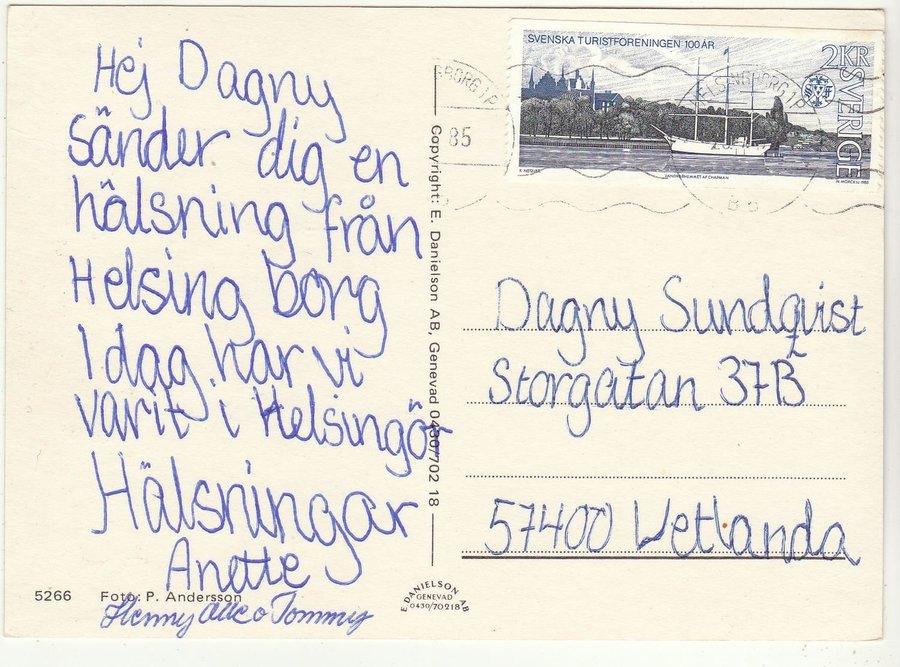 Hej Dagny
Sänder dig en
hälsning från
Helsing borg
Idag har vi
varit i Helsingör
Hälsningar
Anette
Henny Olle o Tommy
5266 Foto: P. Andersson
Copyright: E. Danielson AB, Genevad 0430/702 18
E. DANIELSON AB
GENEVAD
0430/70218
SVENSKA TURISTFÖRENINGEN 100 ÅR
2KR
SVERIGE
85
Dagny Sundqvist
Storgatan 37B
57400 Vetlanda